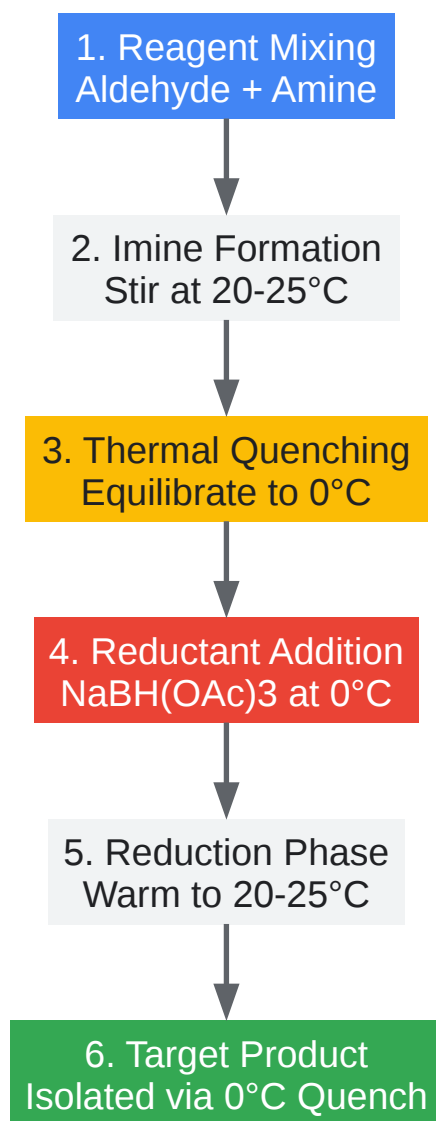 1. Reagent Mixing
Aldehyde + Amine
2. Imine Formation
Stir at 20-25°C
3. Thermal Quenching
Equilibrate to 0°C
4. Reductant Addition
NaBH(OAc)3 at 0°C
5. Reduction Phase
Warm to 20-25°C
6. Target Product
Isolated via 0°C Quench